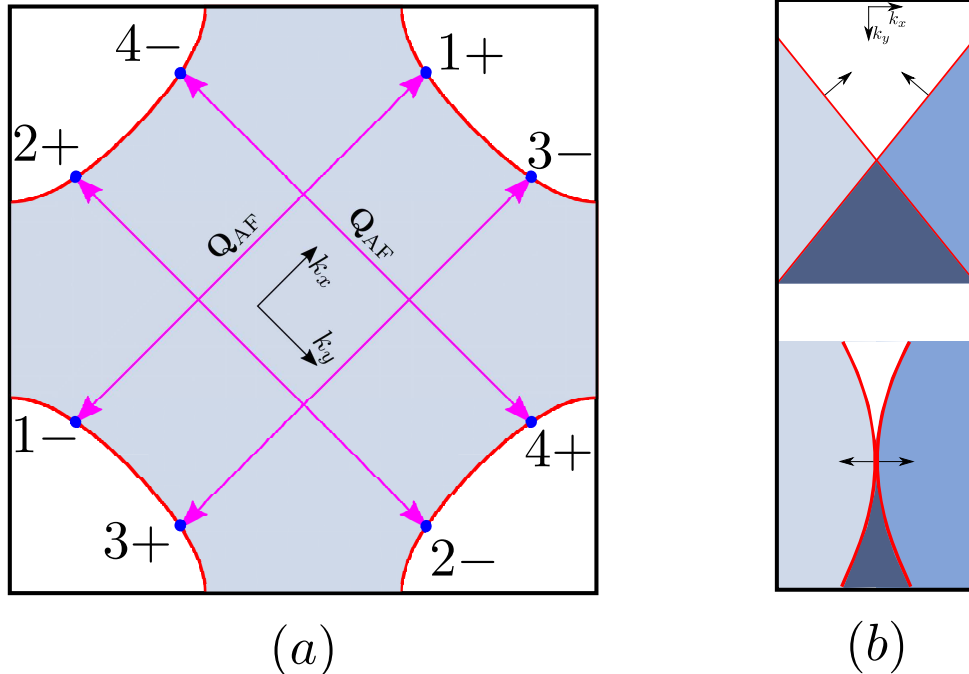 4−
1+
2+
3−
Q_AF
Q_AF
k_x
k_y
1−
4+
3+
2−
(a)
k_x
k_y
(b)